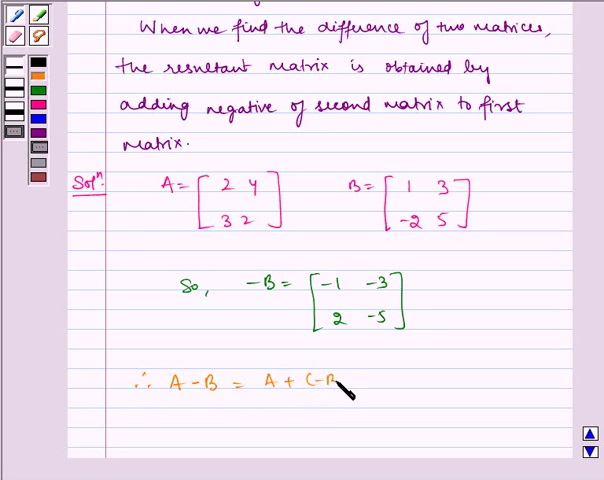 When we find the difference of two matrices,
the resultant matrix is obtained by
adding negative of second matrix to first
matrix.
Solⁿ. A = [2 4 B = [1 3
3 2] -2 5]
So, -B = [-1 -3
2 -5]
∴ A - B = A + (-B